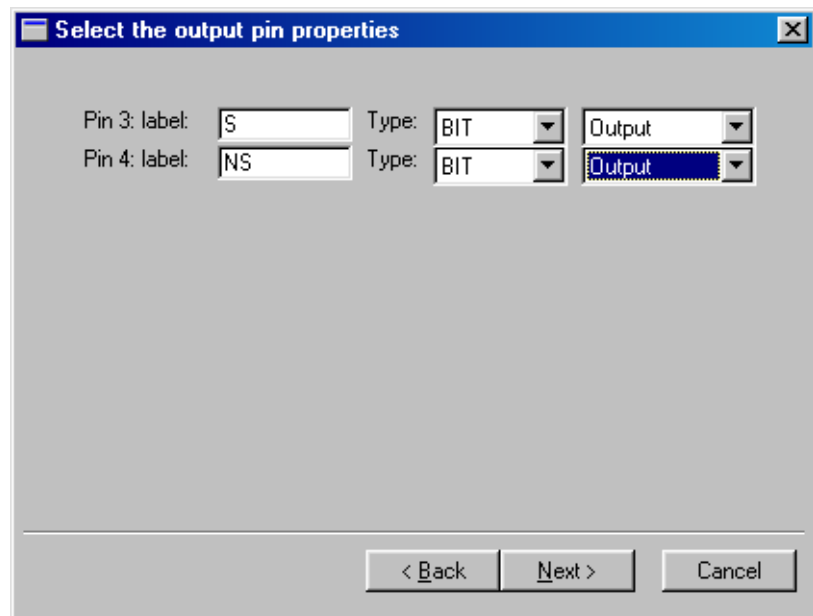 Select the output pin properties
Pin 3: label: S Type: BIT Output
Pin 4: label: NS Type: BIT Output
< Back Next > Cancel